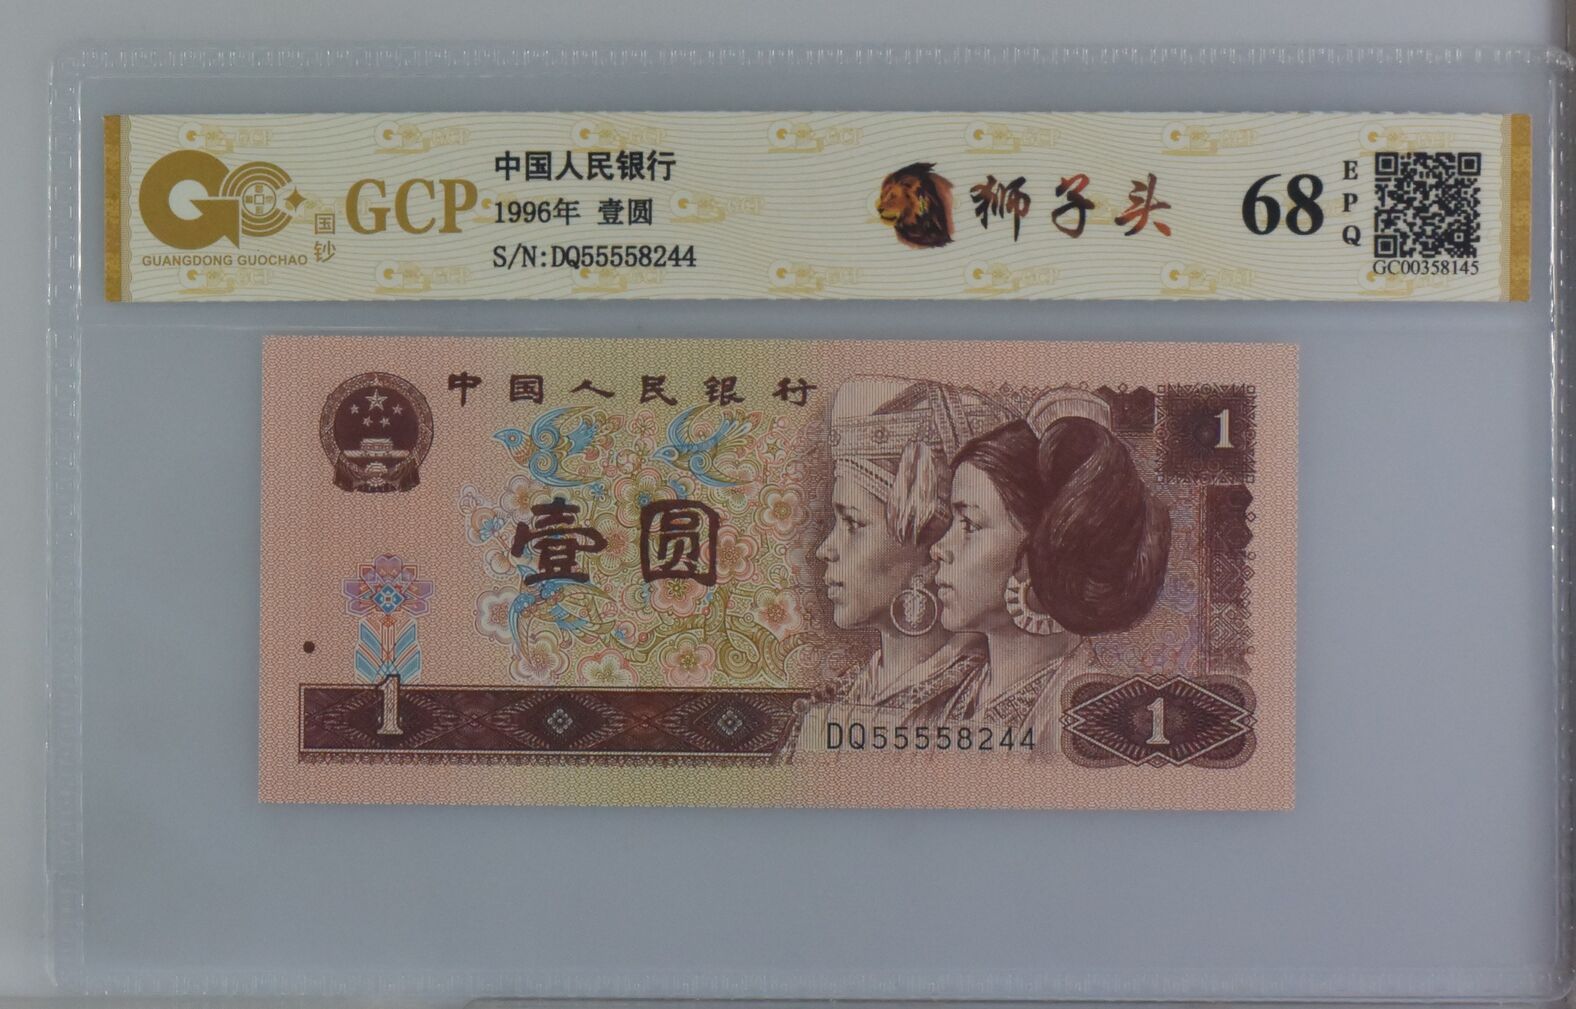 GCP
国钞
GUANGDONG GUOCHAO
中国人民银行
1996年 壹圆
S/N:DQ55558244
狮子头
68
EPQ
GC00358145
中国人民银行
壹圆
1
1
DQ55558244
1